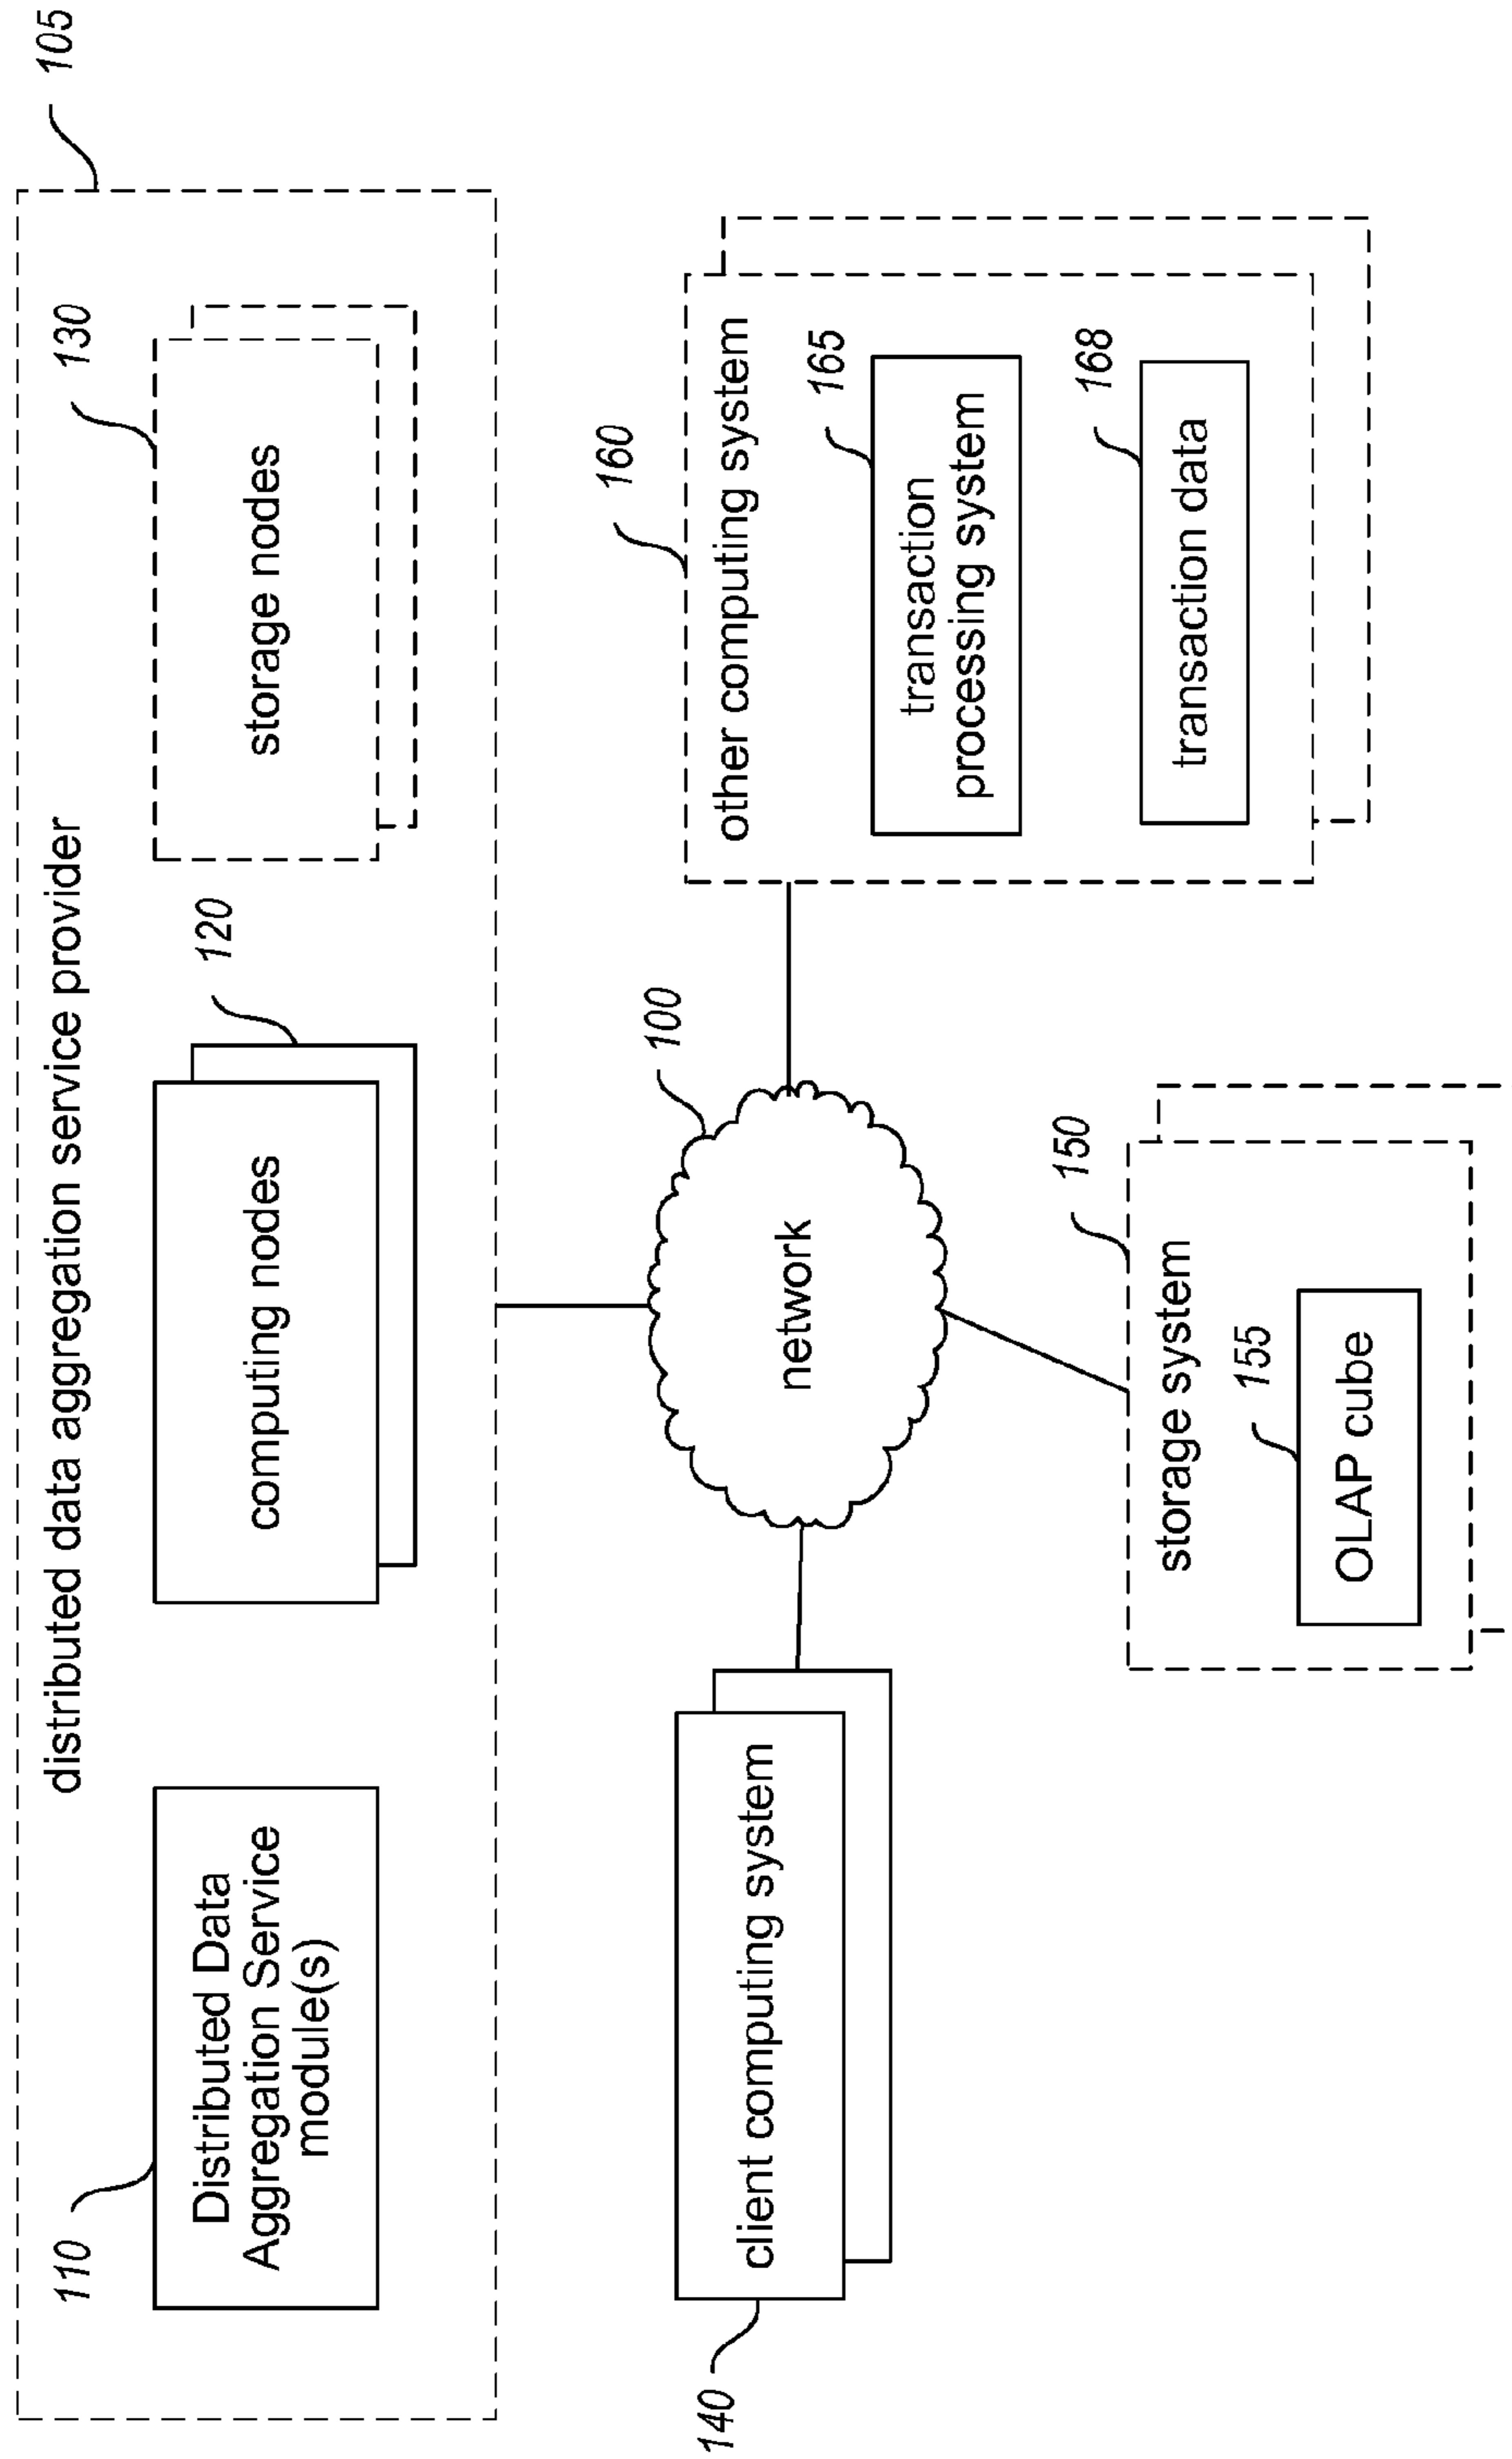 105
distributed data aggregation service provider
110
Distributed Data
Aggregation Service
module(s)
120
computing nodes
130
storage nodes
140
client computing system
100
network
160
other computing system
165
transaction
processing system
168
transaction data
150
storage system
155
OLAP cube